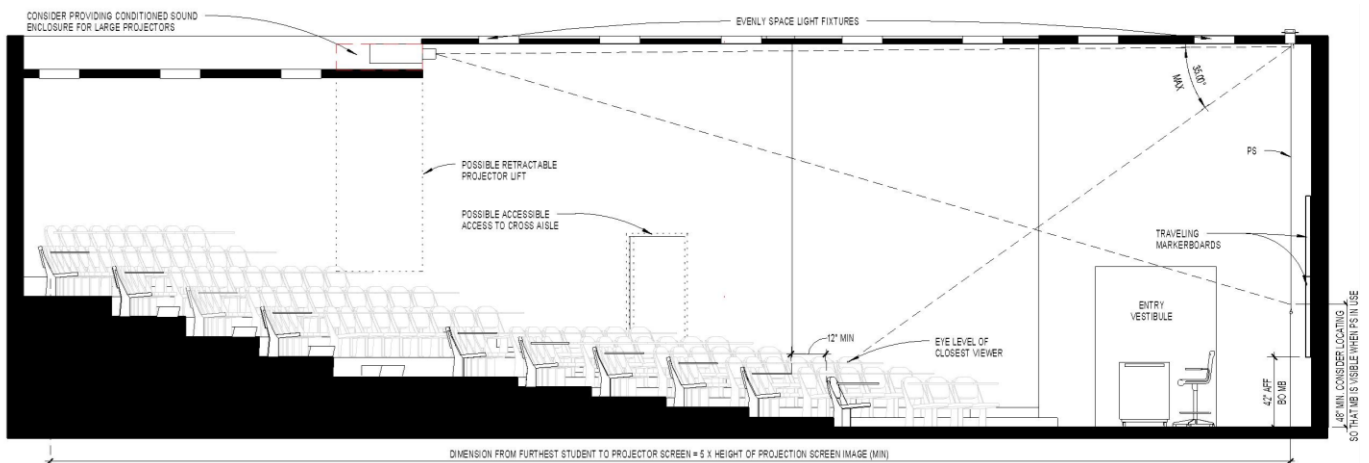 CONSIDER PROVIDING CONDITIONED SOUND
ENCLOSURE FOR LARGE PROJECTORS
EVENLY SPACE LIGHT FIXTURES
35.00°
MAX
POSSIBLE RETRACTABLE
PROJECTOR LIFT
PS
POSSIBLE ACCESSIBLE
ACCESS TO CROSS AISLE
TRAVELING
MARKERBOARDS
ENTRY
VESTIBULE
12" MIN
EYE LEVEL OF
CLOSEST VIEWER
42" AFF
BO MB
48" MIN. CONSIDER LOCATING
SO THAT MB IS VISIBLE WHEN PS IN USE
DIMENSION FROM FURTHEST STUDENT TO PROJECTOR SCREEN = 5 X HEIGHT OF PROJECTION SCREEN IMAGE (MIN)